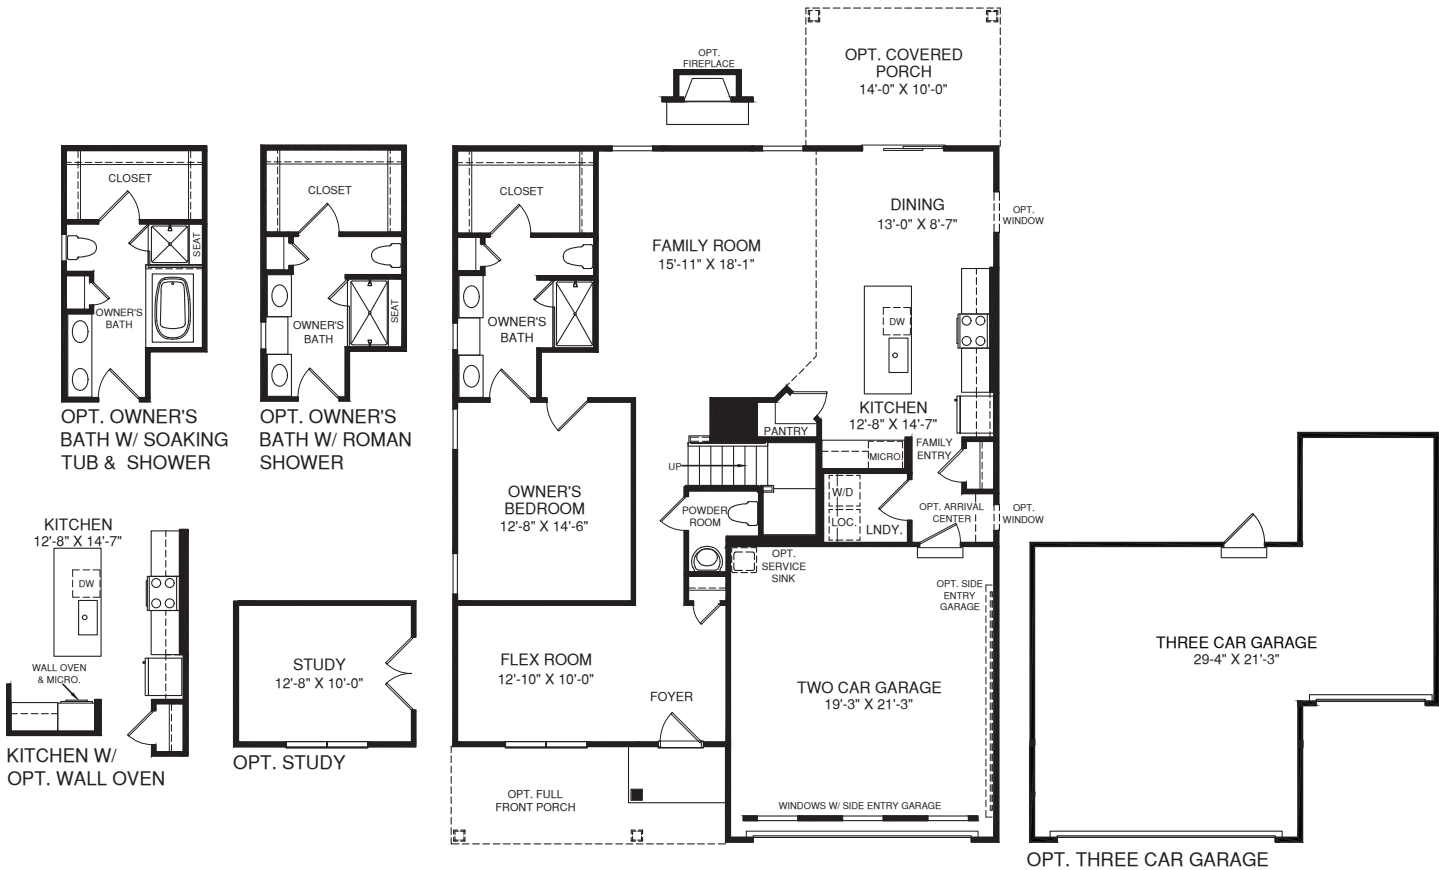 OPT.
FIREPLACE
OPT. COVERED
PORCH
14'-0" X 10'-0"
CLOSET
SEAT
OWNER'S
BATH
OPT. OWNER'S
BATH W/ SOAKING
TUB & SHOWER
CLOSET
SEAT
OWNER'S
BATH
OPT. OWNER'S
BATH W/ ROMAN
SHOWER
CLOSET
OWNER'S
BATH
FAMILY ROOM
15'-11" X 18'-1"
DINING
13'-0" X 8'-7"
OPT.
WINDOW
DW
KITCHEN
12'-8" X 14'-7"
PANTRY
MICRO.
FAMILY
ENTRY
UP
OWNER'S
BEDROOM
12'-8" X 14'-6"
POWDER
ROOM
W/D
LOC.
LNDY.
OPT. ARRIVAL
CENTER
OPT.
WINDOW
OPT.
SERVICE
SINK
OPT. SIDE
ENTRY
GARAGE
KITCHEN
12'-8" X 14'-7"
DW
WALL OVEN
& MICRO.
KITCHEN W/
OPT. WALL OVEN
STUDY
12'-8" X 10'-0"
OPT. STUDY
FLEX ROOM
12'-10" X 10'-0"
FOYER
TWO CAR GARAGE
19'-3" X 21'-3"
OPT. FULL
FRONT PORCH
WINDOWS W/ SIDE ENTRY GARAGE
THREE CAR GARAGE
29-4" X 21'-3"
OPT. THREE CAR GARAGE